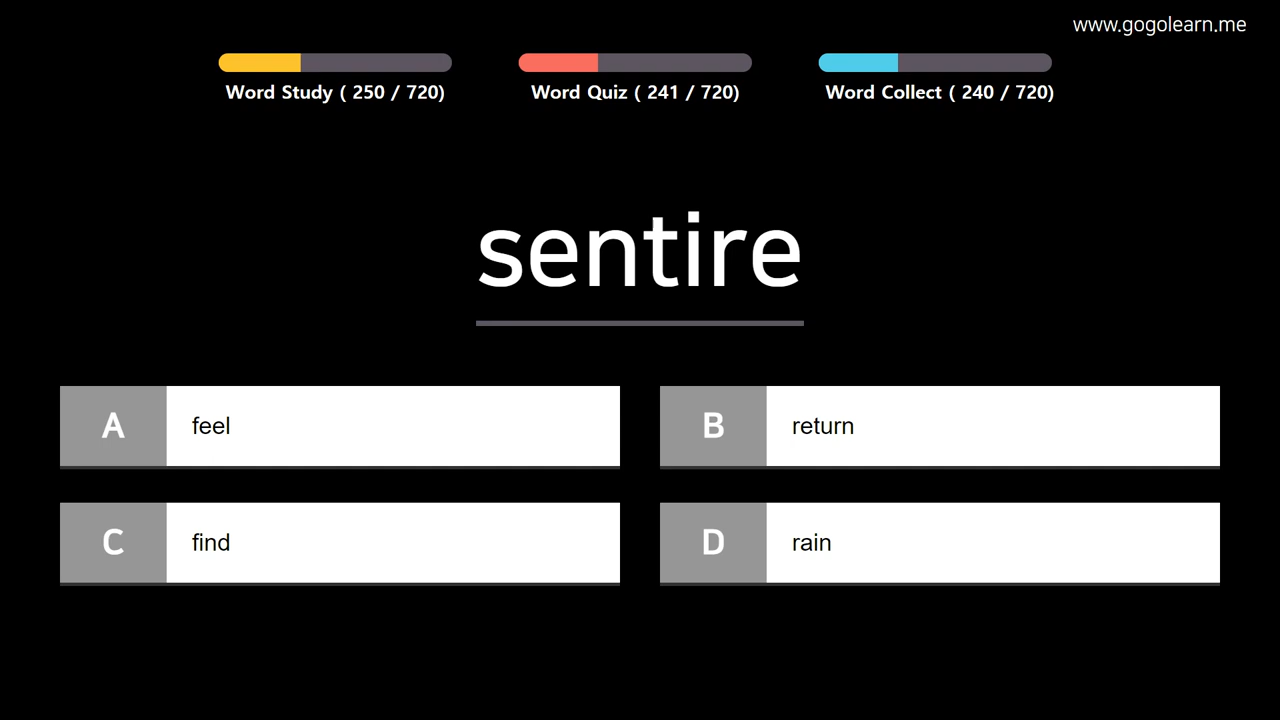 www.gogolearn.me
Word Study ( 250 / 720)
Word Quiz ( 241 / 720)
Word Collect ( 240 / 720)
sentire
A feel
B return
C find
D rain